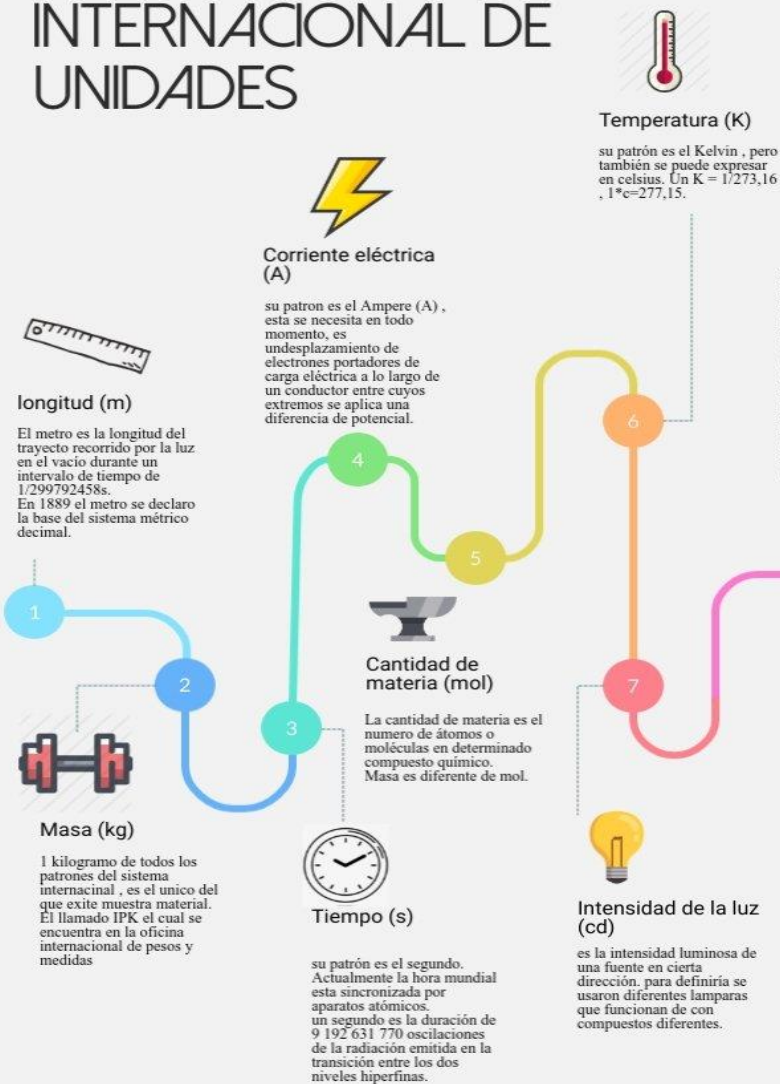 INTERNACIONAL DE
UNIDADES
longitud (m)
El metro es la longitud del
trayecto recorrido por la luz
en el vacío durante un
intervalo de tiempo de
1/299792458s.
En 1889 el metro se declaro
la base del sistema métrico
decimal.
1
2
Masa (kg)
1 kilogramo de todos los
patrones del sistema
internacinal , es el unico del
que exite muestra material.
El llamado IPK el cual se
encuentra en la oficina
internacional de pesos y
medidas
3
Tiempo (s)
su patrón es el segundo.
Actualmente la hora mundial
esta sincronizada por
aparatos atómicos.
un segundo es la duración de
9 192 631 770 oscilaciones
de la radiación emitida en la
transición entre los dos
niveles hiperfinas.
Corriente eléctrica
(A)
su patron es el Ampere (A) ,
esta se necesita en todo
momento, es
undesplazamiento de
electrones portadores de
carga eléctrica a lo largo de
un conductor entre cuyos
extremos se aplica una
diferencia de potencial.
4
5
Cantidad de
materia (mol)
La cantidad de materia es el
numero de átomos o
moléculas en determinado
compuesto químico.
Masa es diferente de mol.
Temperatura (K)
su patrón es el Kelvin , pero
también se puede expresar
en celsius. Un K = 1/273,16
, 1*c=277,15.
6
7
Intensidad de la luz
(cd)
es la intensidad luminosa de
una fuente en cierta
dirección. para definiría se
usaron diferentes lamparas
que funcionan de con
compuestos diferentes.